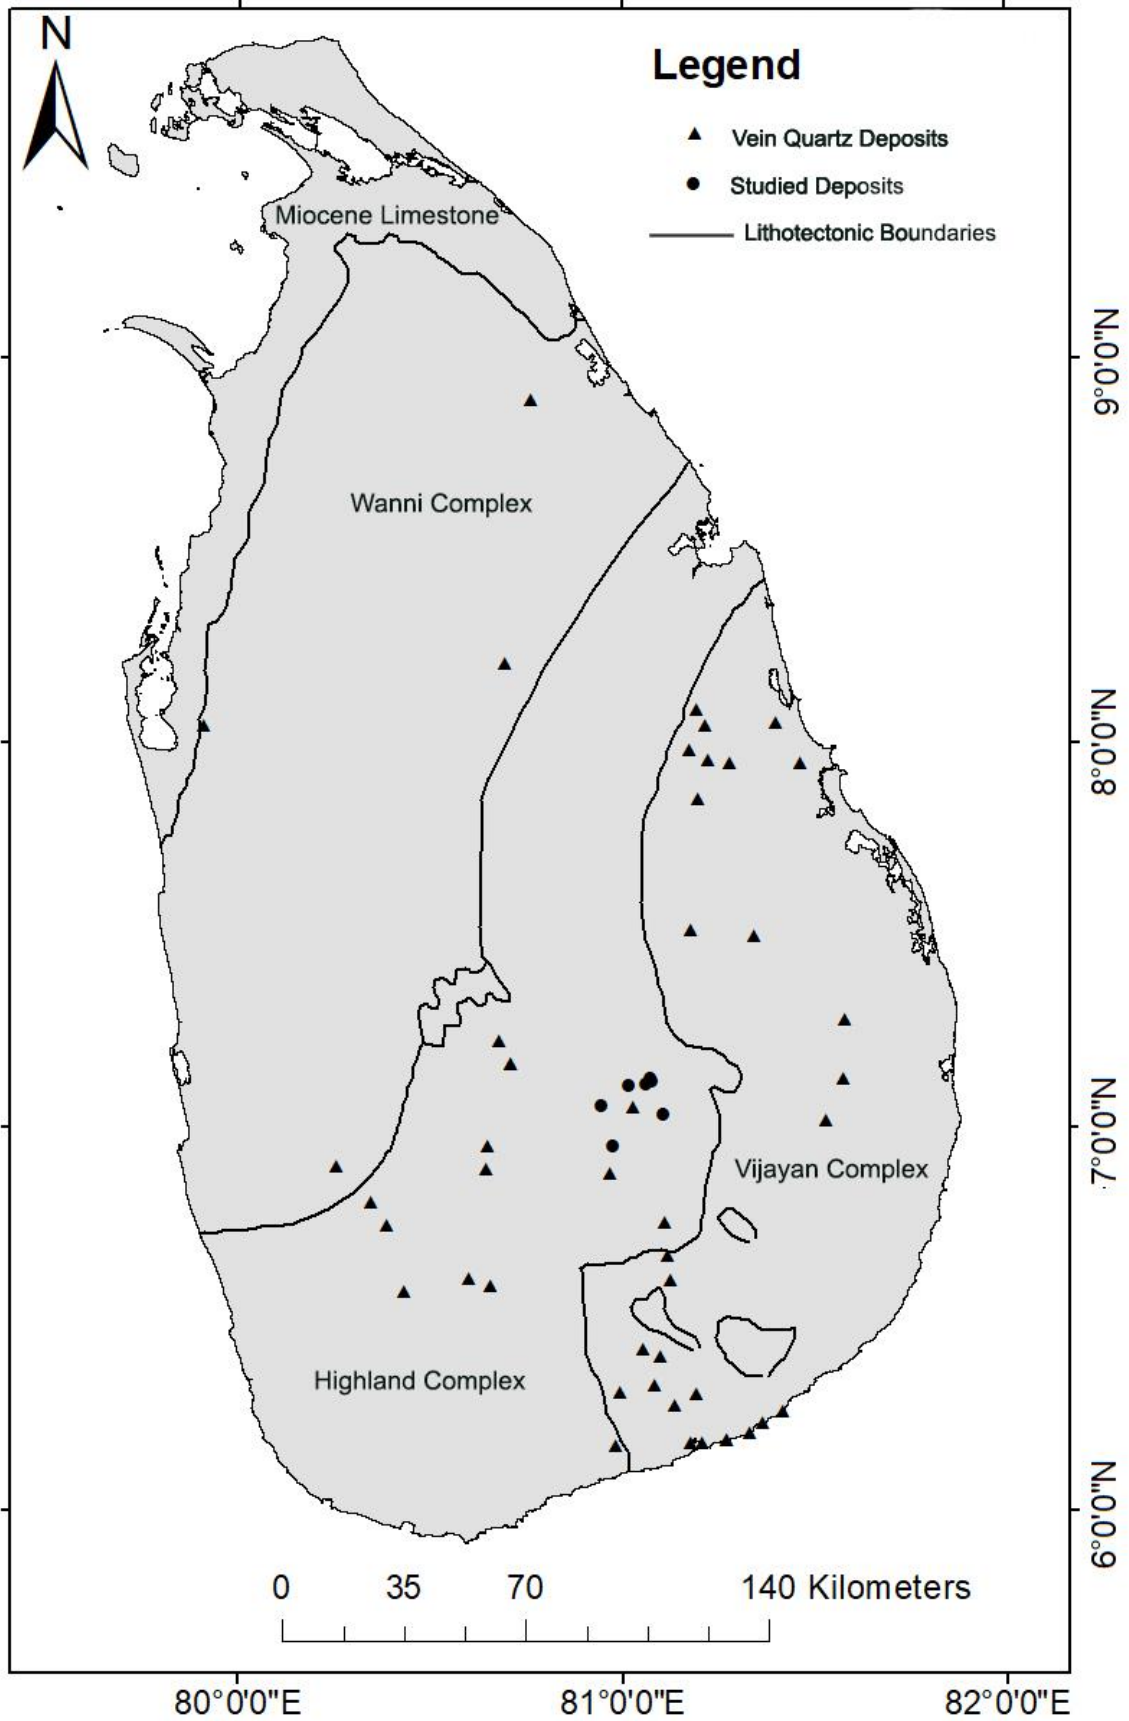 N
Legend
Vein Quartz Deposits
Studied Deposits
Lithotectonic Boundaries
Miocene Limestone
9°0'0"N
Wanni Complex
8°0'0"N
7°0'0"N
Vijayan Complex
Highland Complex
6°0'0"N
0 35 70 140 Kilometers
80°0'0"E 81°0'0"E 82°0'0"E